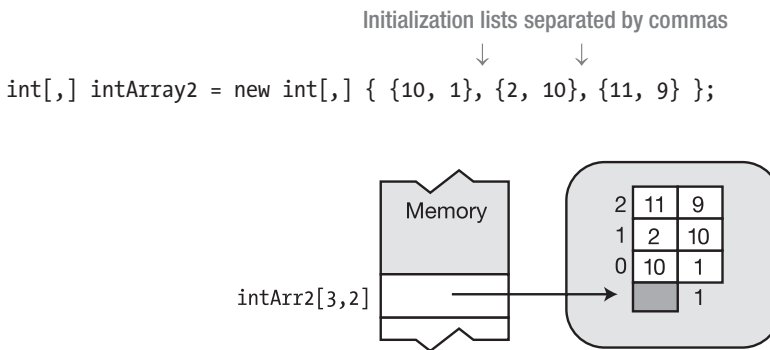 Initialization lists separated by commas
↓ ↓
int[,] intArray2 = new int[,] { {10, 1}, {2, 10}, {11, 9} };
Memory
2 11 9
1 2 10
0 10 1
intArr2[3,2]
1